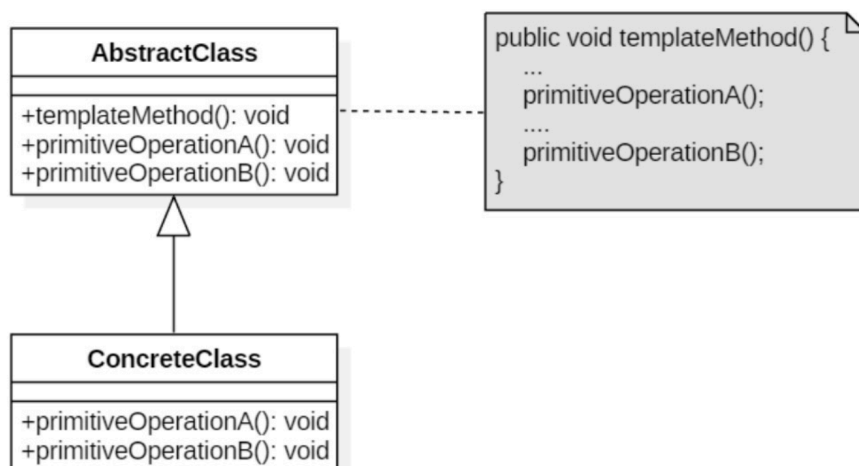 AbstractClass
+templateMethod(): void
+primitiveOperationA(): void
+primitiveOperationB(): void
public void templateMethod() {
...
primitiveOperationA();
....
primitiveOperationB();
}
ConcreteClass
+primitiveOperationA(): void
+primitiveOperationB(): void